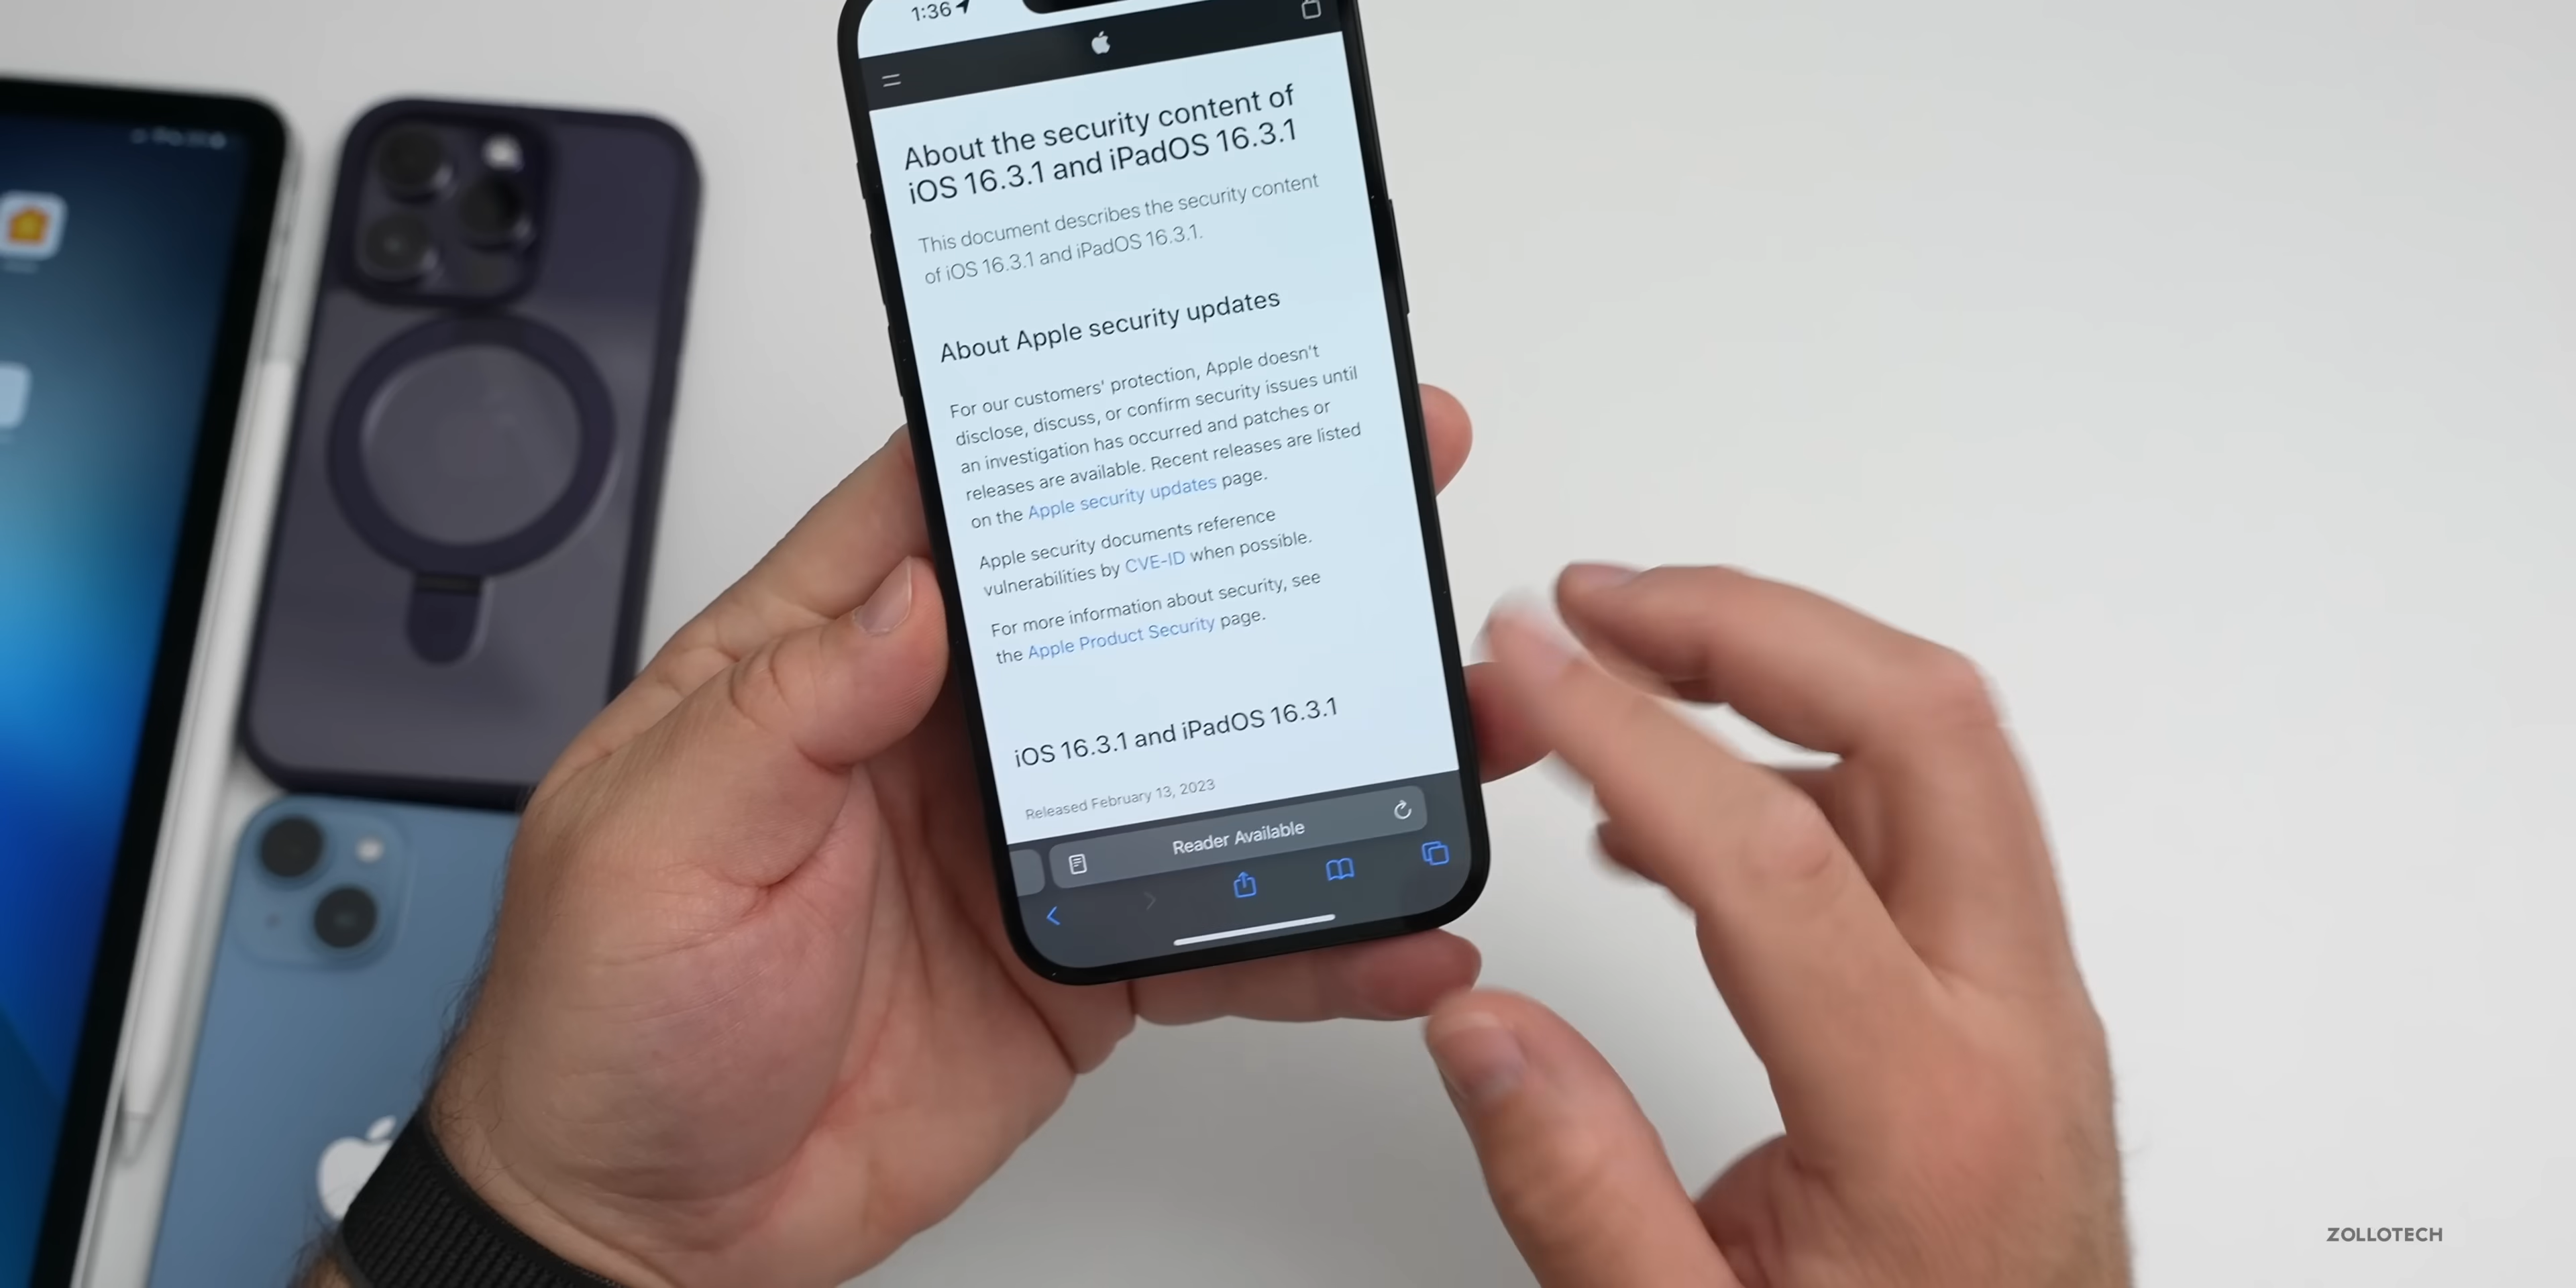 1:36
About the security content of
iOS 16.3.1 and iPadOS 16.3.1
This document describes the security content
of iOS 16.3.1 and iPadOS 16.3.1.
About Apple security updates
For our customers' protection, Apple doesn't
disclose, discuss, or confirm security issues until
an investigation has occurred and patches or
releases are available. Recent releases are listed
on the Apple security updates page.
Apple security documents reference
vulnerabilities by CVE-ID when possible.
For more information about security, see
the Apple Product Security page.
iOS 16.3.1 and iPadOS 16.3.1
Released February 13, 2023
Reader Available
ZOLLOTECH